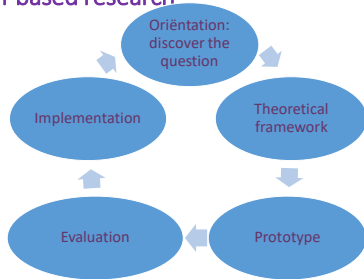 based research
Oriëntation:
discover the
question
Theoretical
framework
Prototype
Evaluation
Implementation